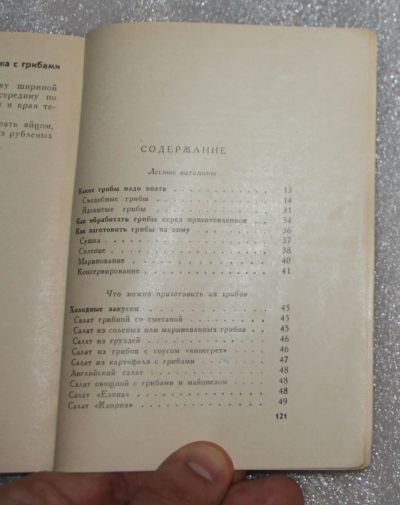 ка с грибами
ку шириной
середину по
и и края те-
вать яйцом,
х рубленых
СОДЕРЖАНИЕ
Лесные витамины
Какие грибы надо знать . . . . . . . . . 13
Съедобные грибы . . . . . . . . . 14
Ядовитые грибы . . . . . . . . . 31
Как обработать грибы перед приготовлением . . 34
Как заготовить грибы на зиму . . . . . . . 36
Сушка . . . . . . . . . . . . 37
Соление . . . . . . . . . . . . 38
Маринование . . . . . . . . . . 40
Консервирование . . . . . . . . . 41
Что можно приготовить из грибов
Холодные закуски . . . . . . . . . . 45
Салат грибной со сметаной . . . . . . . 45
Салат из соленых или маринованных грибов . . 45
Салат из груздей . . . . . . . . . . 46
Салат из грибов с соусом «винегрет» . . . . 46
Салат из картофеля с грибами . . . . . . 47
Английский салат . . . . . . . . . . 48
Салат овощной с грибами и майонезом . . . . 48
Салат «Елена» . . . . . . . . . . . 48
Салат «Каприз» . . . . . . . . . . . 49
121